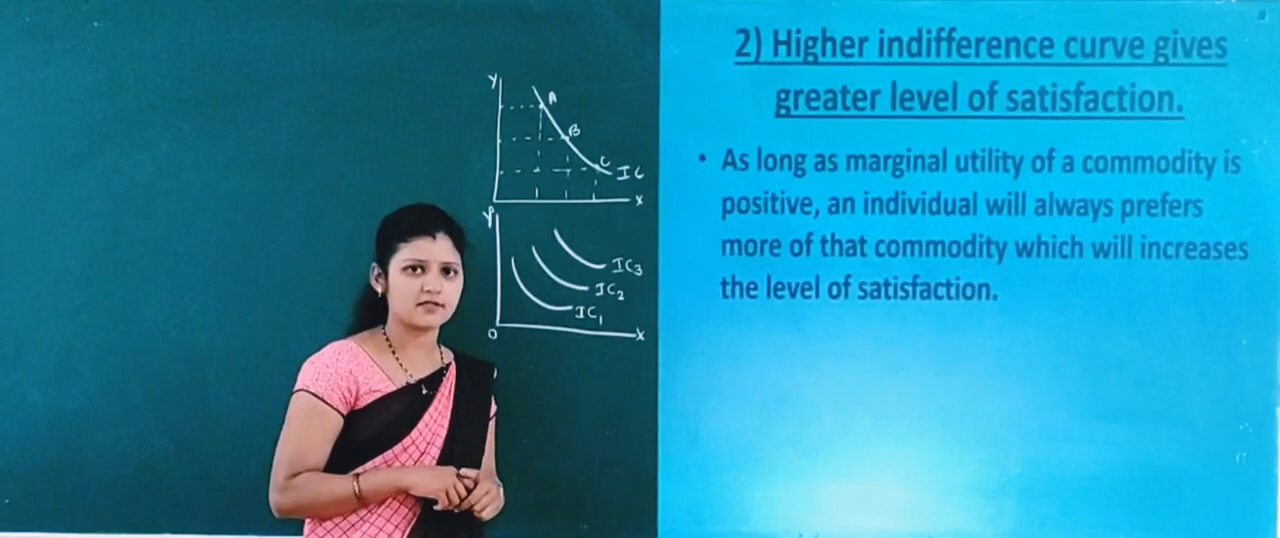 Y
A
B
C
IC
X
Y
IC3
IC2
IC1
O
X
2) Higher indifference curve gives
greater level of satisfaction.
• As long as marginal utility of a commodity is
positive, an individual will always prefers
more of that commodity which will increases
the level of satisfaction.